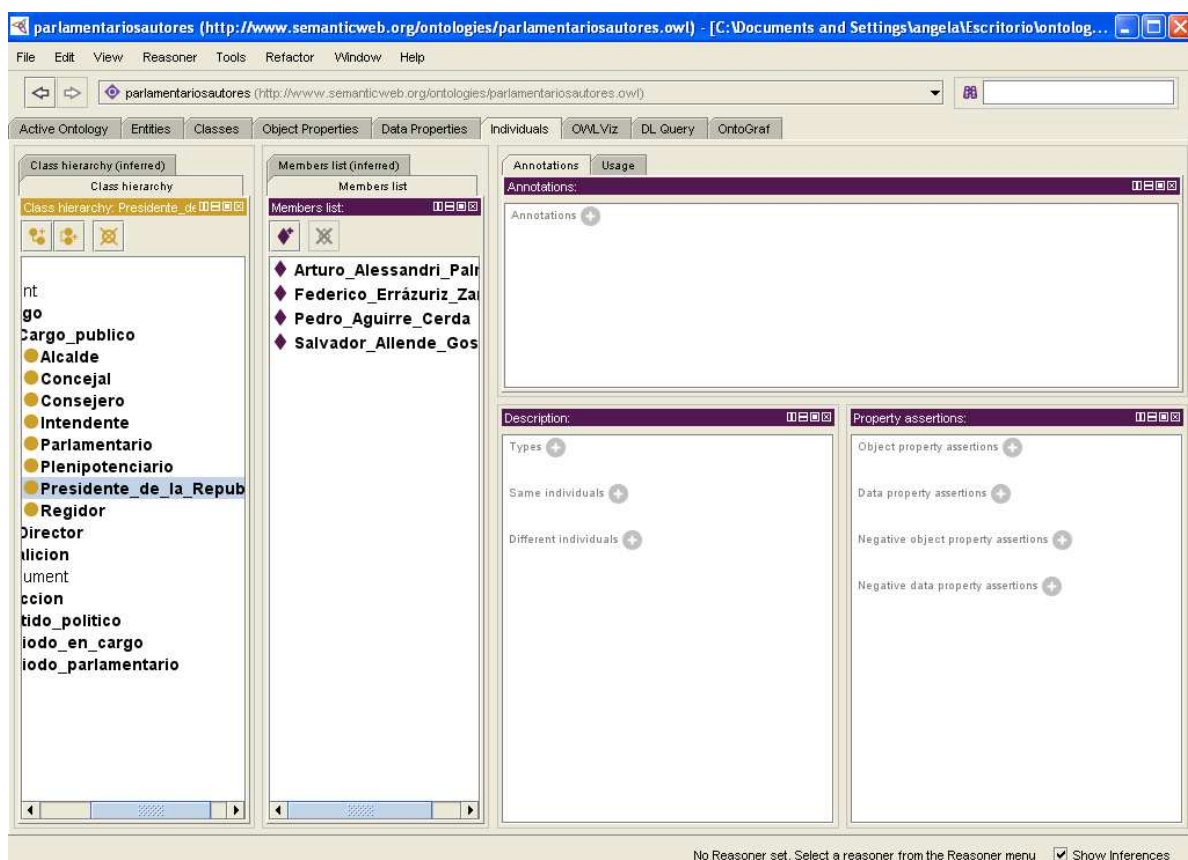 parlamentariosautores (http://www.semanticweb.org/ontologies/parlamentariosautores.owl) - [C:\Documents and Settings\angela\Escritorio\ontolog...
File Edit View Reasoner Tools Refactor Window Help
parlamentariosautores (http://www.semanticweb.org/ontologies/parlamentariosautores.owl)
Active Ontology Entities Classes Object Properties Data Properties Individuals OWLViz DL Query OntoGraf
Class hierarchy (inferred)
Class hierarchy
Class hierarchy: Presidente_de
nt
go
Cargo_publico
Alcalde
Concejal
Consejero
Intendente
Parlamentario
Plenipotenciario
Presidente_de_la_Repub
Regidor
Director
alicion
ument
ccion
tido_politico
iodo_en_cargo
iodo_parlamentario
Members list (inferred)
Members list
Members list:
Arturo_Alessandri_Palm
Federico_Errázuriz_Zañ
Pedro_Aguirre_Cerda
Salvador_Allende_Gos
Annotations Usage
Annotations:
Annotations
Description:
Types
Same individuals
Different individuals
Property assertions:
Object property assertions
Data property assertions
Negative object property assertions
Negative data property assertions
No Reasoner set. Select a reasoner from the Reasoner menu Show Inferences